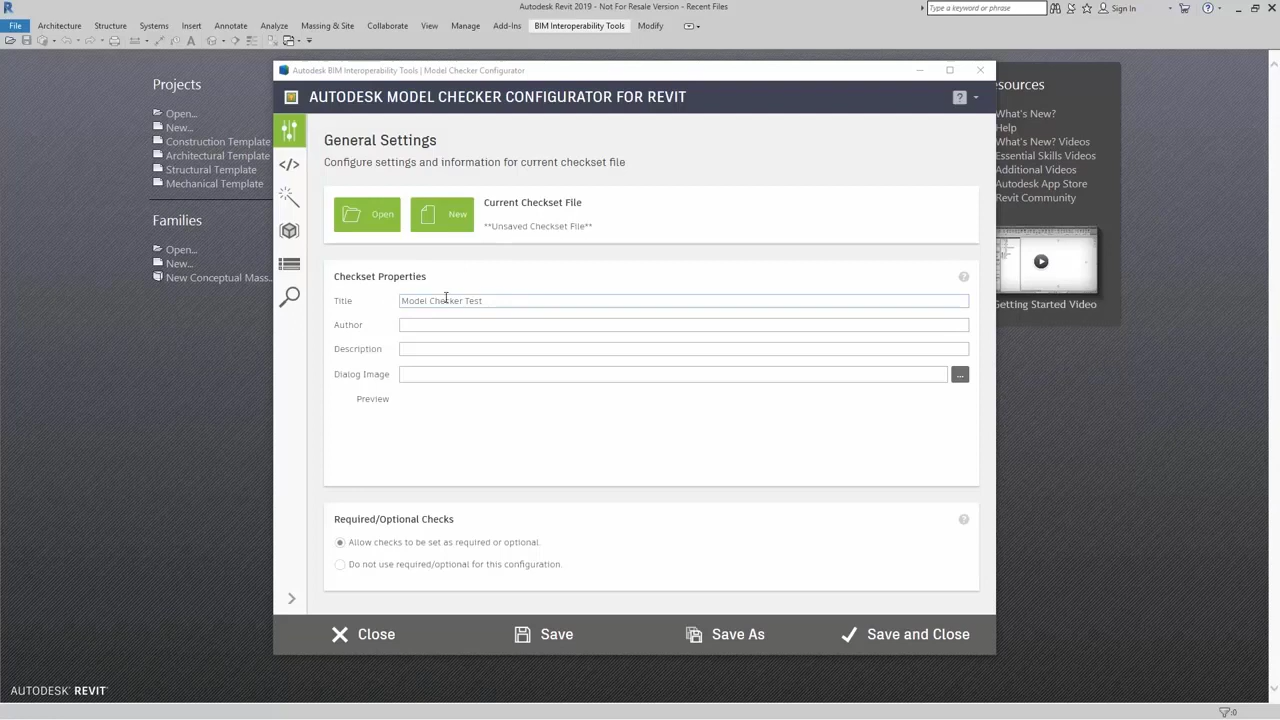 Autodesk Revit 2019 - Not For Resale Version - Recent Files
Type a keyword or phrase
Sign In
File Architecture Structure Systems Insert Annotate Analyze Massing & Site Collaborate View Manage Add-Ins BIM Interoperability Tools Modify
Projects
Open...
New...
Construction Template
Architectural Template
Structural Template
Mechanical Template
Families
Open...
New...
New Conceptual Mass...
Autodesk BIM Interoperability Tools | Model Checker Configurator
AUTODESK MODEL CHECKER CONFIGURATOR FOR REVIT
General Settings
Configure settings and information for current checkset file
Open
New
Current Checkset File
**Unsaved Checkset File**
Checkset Properties
Title
Model Checker Test
Author
Description
Dialog Image
...
Preview
Required/Optional Checks
Allow checks to be set as required or optional.
Do not use required/optional for this configuration.
Close
Save
Save As
Save and Close
esources
What's New?
Help
What's New? Videos
Essential Skills Videos
Additional Videos
Autodesk App Store
Revit Community
Getting Started Video
AUTODESK® REVIT®
:0